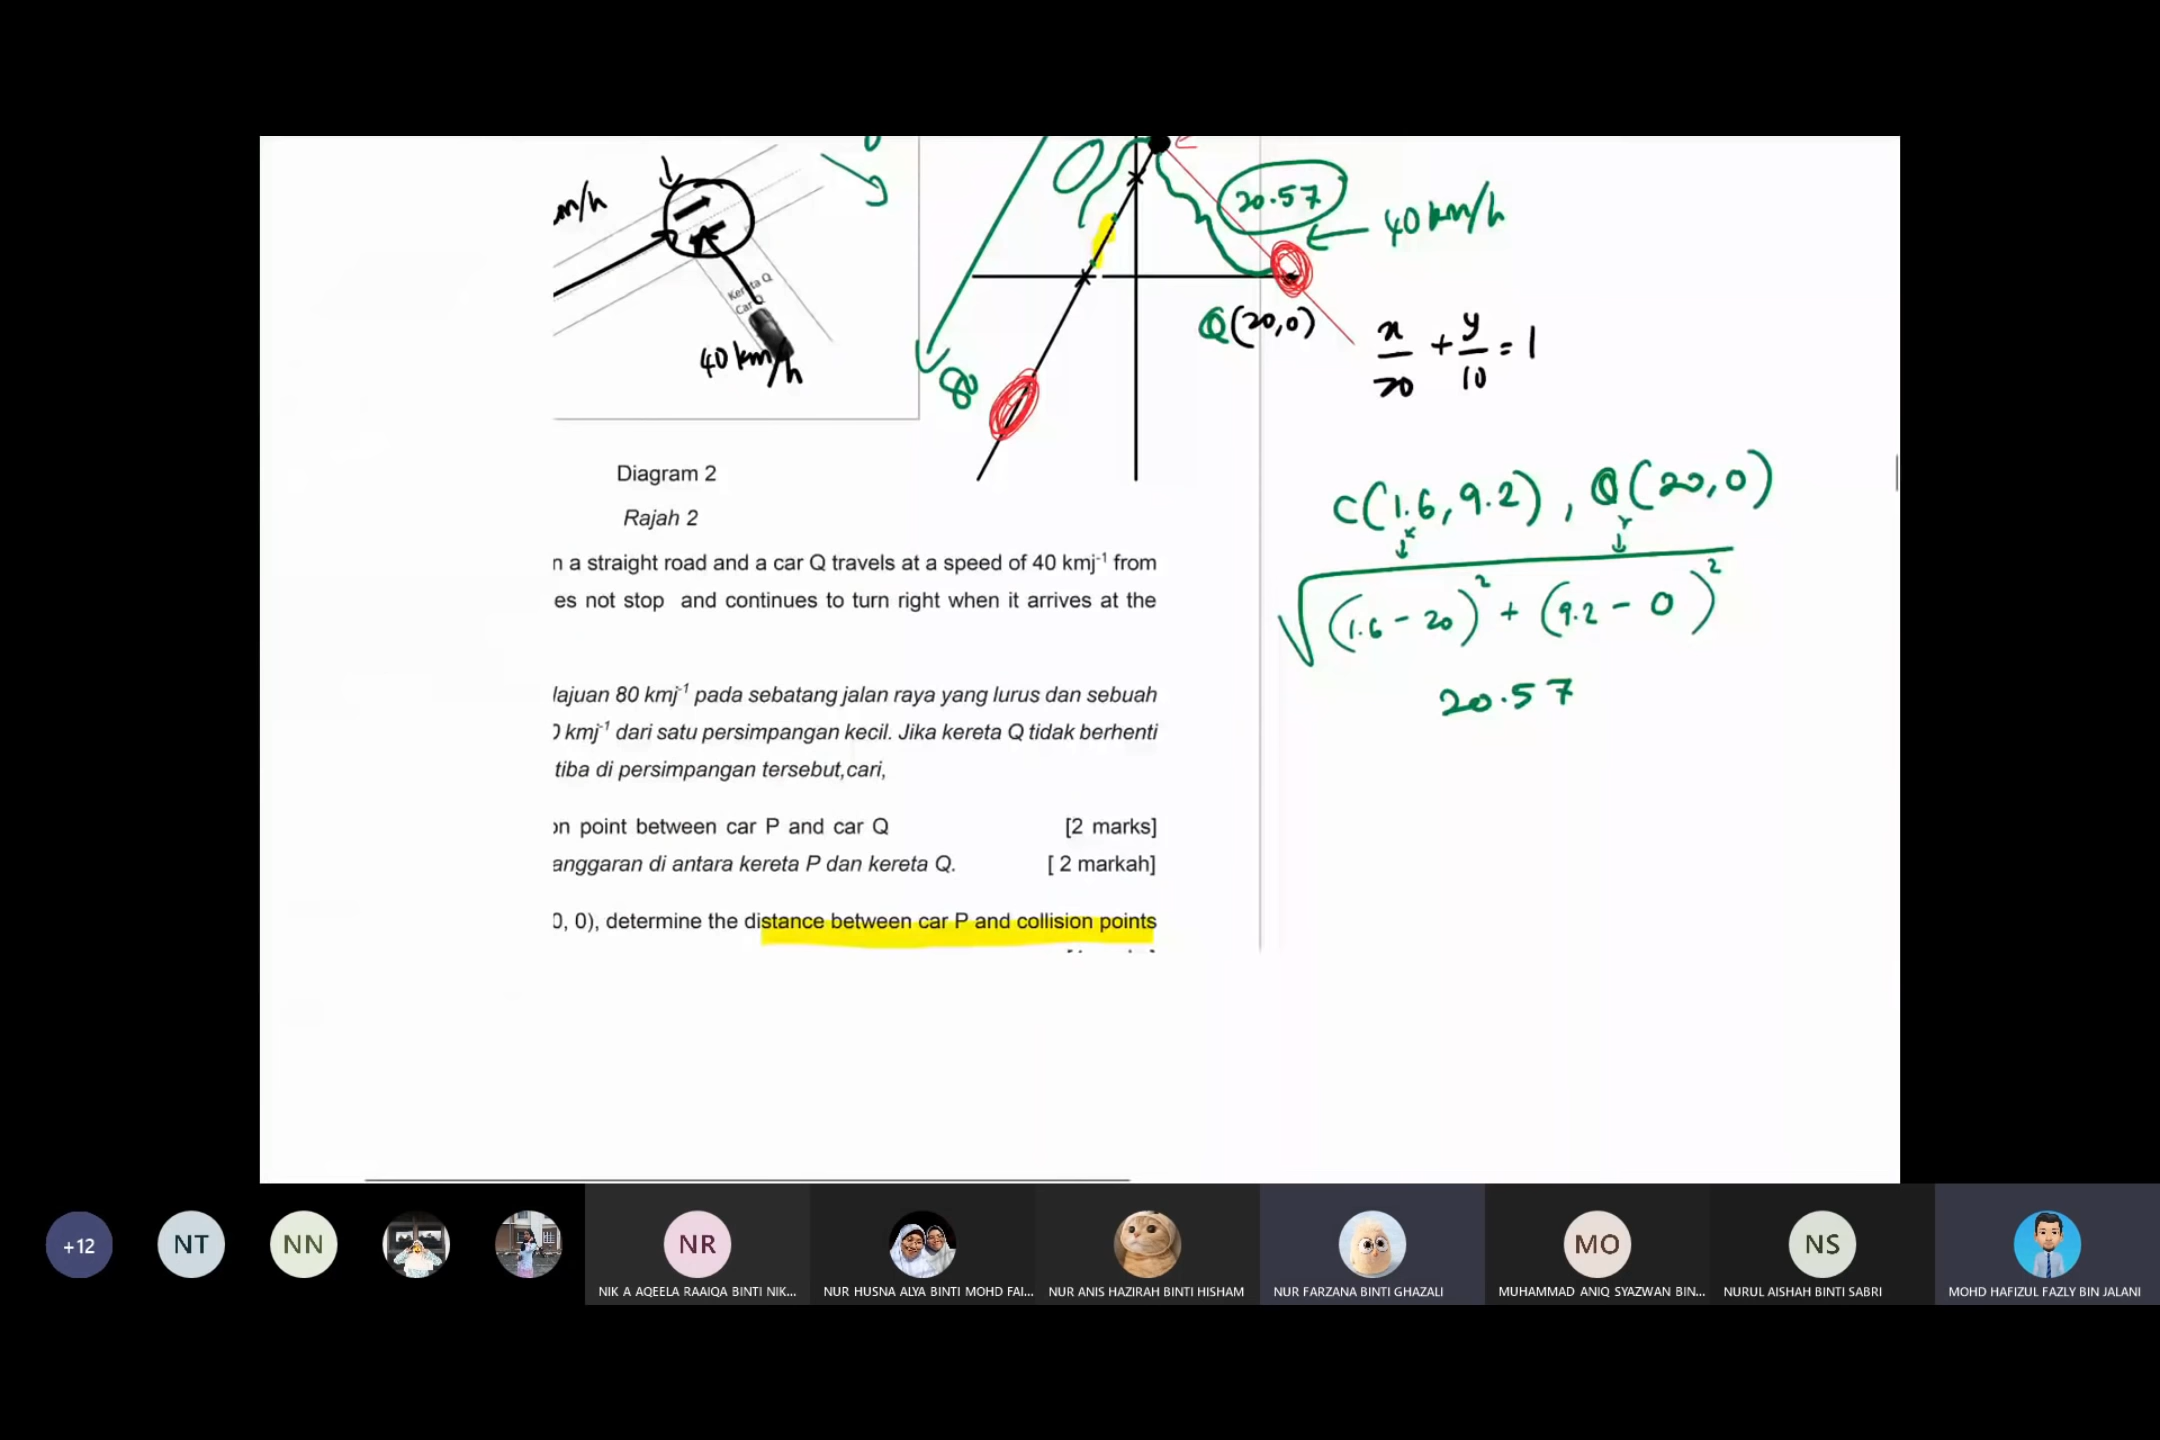 m/h
Kereta Q
Car Q
40 km/h
20.57
40 km/h
Q(20,0)
x/20 + y/10 = 1
80
Diagram 2
Rajah 2
C(1.6, 9.2), Q(20,0)
√(1.6 - 20)² + (9.2 - 0)²
20.57
n a straight road and a car Q travels at a speed of 40 kmj⁻¹ from
es not stop and continues to turn right when it arrives at the
lajuan 80 kmj⁻¹ pada sebatang jalan raya yang lurus dan sebuah
0 kmj⁻¹ dari satu persimpangan kecil. Jika kereta Q tidak berhenti
tiba di persimpangan tersebut,cari,
on point between car P and car Q [2 marks]
anggaran di antara kereta P dan kereta Q. [ 2 markah]
0, 0), determine the distance between car P and collision points
+12
NT
NN
NR
MO
NS
NIK A AQEELA RAAIQA BINTI NIK...
NUR HUSNA ALYA BINTI MOHD FAI...
NUR ANIS HAZIRAH BINTI HISHAM
NUR FARZANA BINTI GHAZALI
MUHAMMAD ANIQ SYAZWAN BIN...
NURUL AISHAH BINTI SABRI
MOHD HAFIZUL FAZLY BIN JALANI